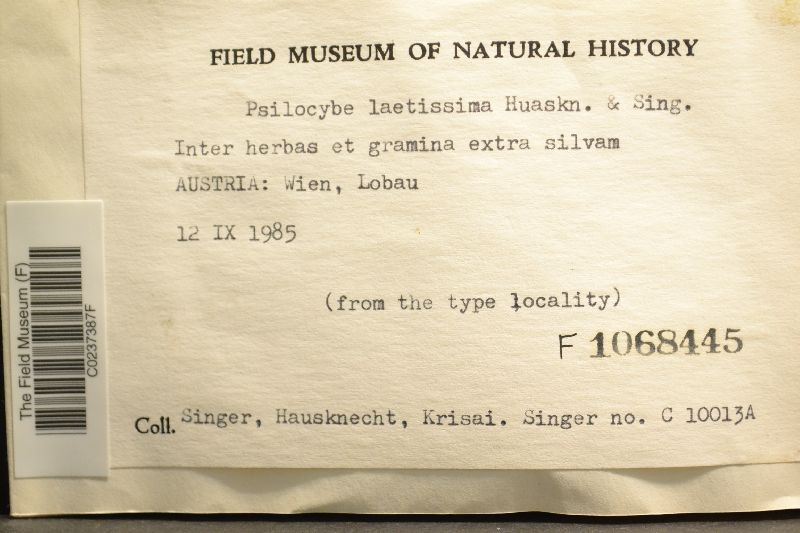 FIELD MUSEUM OF NATURAL HISTORY
Psilocybe laetissima Huaskn. & Sing.
Inter herbas et gramina extra silvam
AUSTRIA: Wien, Lobau
12 IX 1985
(from the type locality)
F 1068445
Coll. Singer, Hausknecht, Krisai. Singer no. C 10013A
The Field Museum (F)
C0237387F